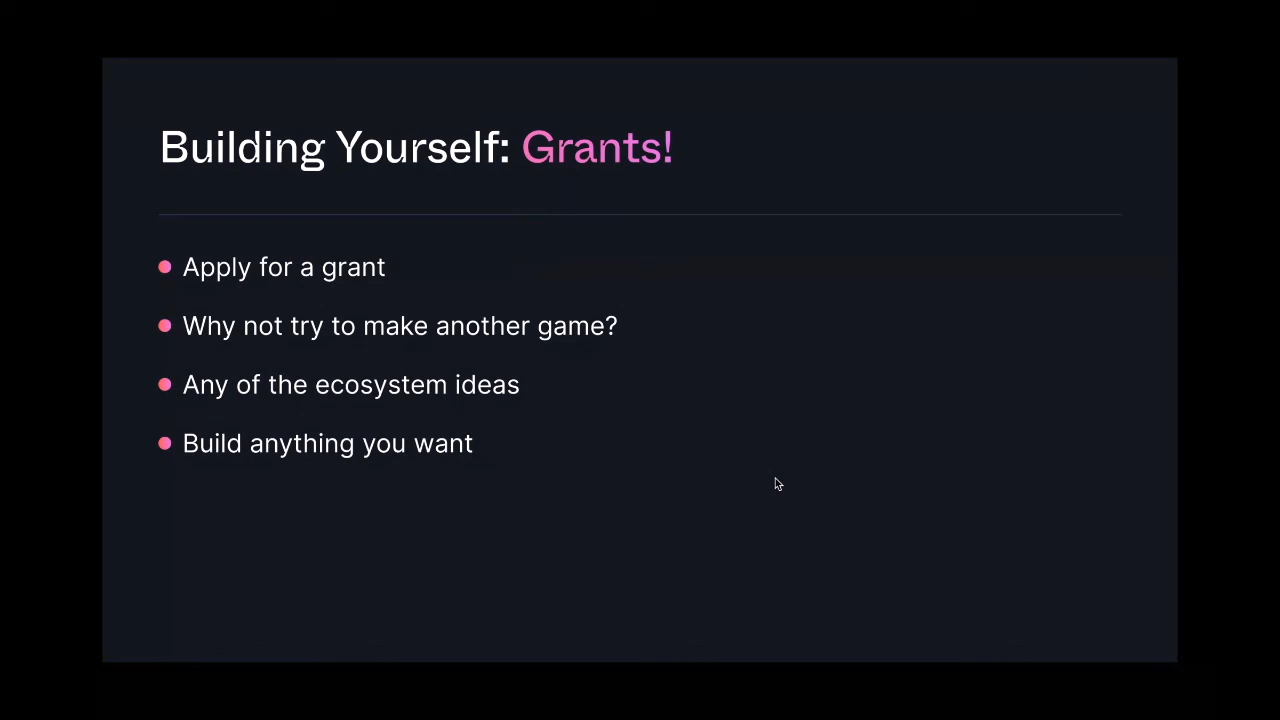 Building Yourself: Grants!
Apply for a grant
Why not try to make another game?
Any of the ecosystem ideas
Build anything you want